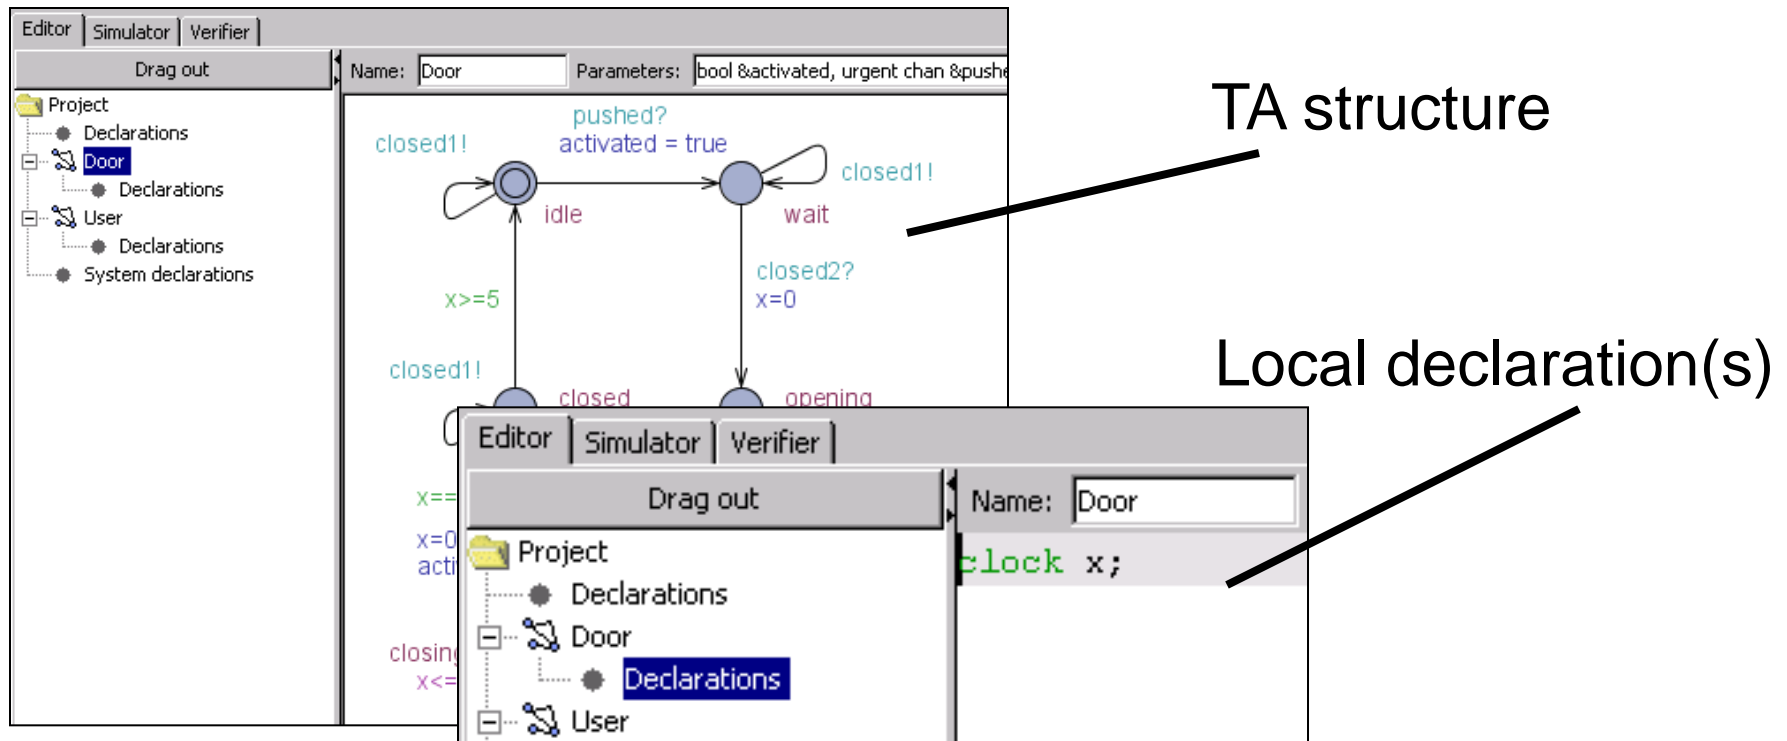 Editor Simulator Verifier
Drag out
Name: Door Parameters: bool &activated, urgent chan &pushe
Project
Declarations
Door
Declarations
User
Declarations
System declarations
pushed?
activated = true
closed1!
closed1!
idle
wait
closed2?
x=0
x>=5
closed1!
closed
opening
x==
x=0
acti
closing
x<=
TA structure
Local declaration(s)
Editor Simulator Verifier
Drag out
Name: Door
Project
Declarations
Door
Declarations
User
clock x;